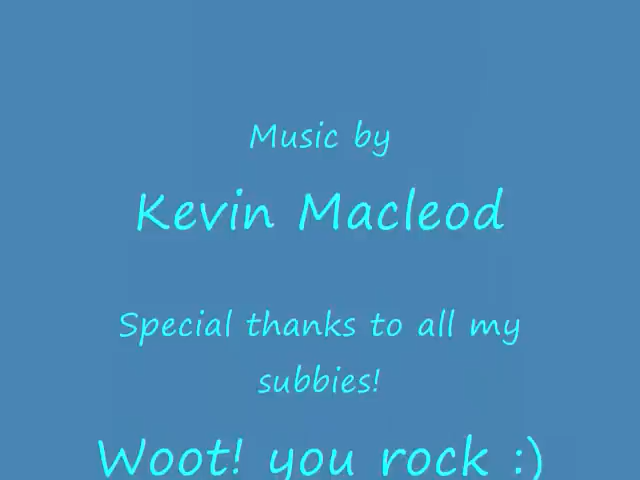 Music by
Kevin Macleod
Special thanks to all my
subbies!
Woot! you rock :)